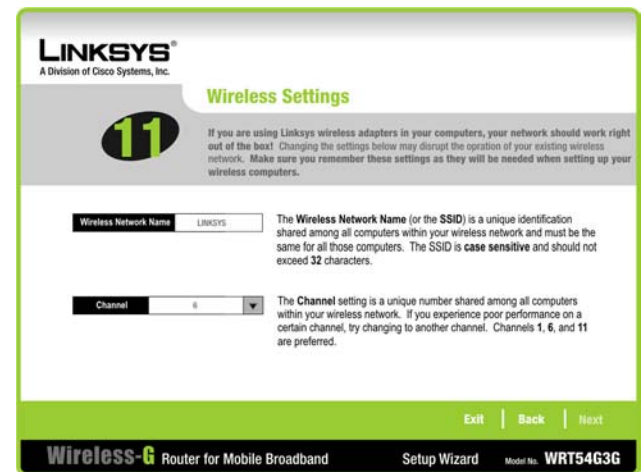 LINKSYS®
A Division of Cisco Systems, Inc.
Wireless Settings
11
If you are using Linksys wireless adapters in your computers, your network should work right
out of the box! Changing the settings below may disrupt the opration of your existing wireless
network. Make sure you remember these settings as they will be needed when setting up your
wireless computers.
Wireless Network Name LINKSYS
The Wireless Network Name (or the SSID) is a unique identification
shared among all computers within your wireless network and must be the
same for all those computers. The SSID is case sensitive and should not
exceed 32 characters.
Channel 6
The Channel setting is a unique number shared among all computers
within your wireless network. If you experience poor performance on a
certain channel, try changing to another channel. Channels 1, 6, and 11
are preferred.
Exit Back Next
Wireless-G Router for Mobile Broadband Setup Wizard Model No. WRT54G3G